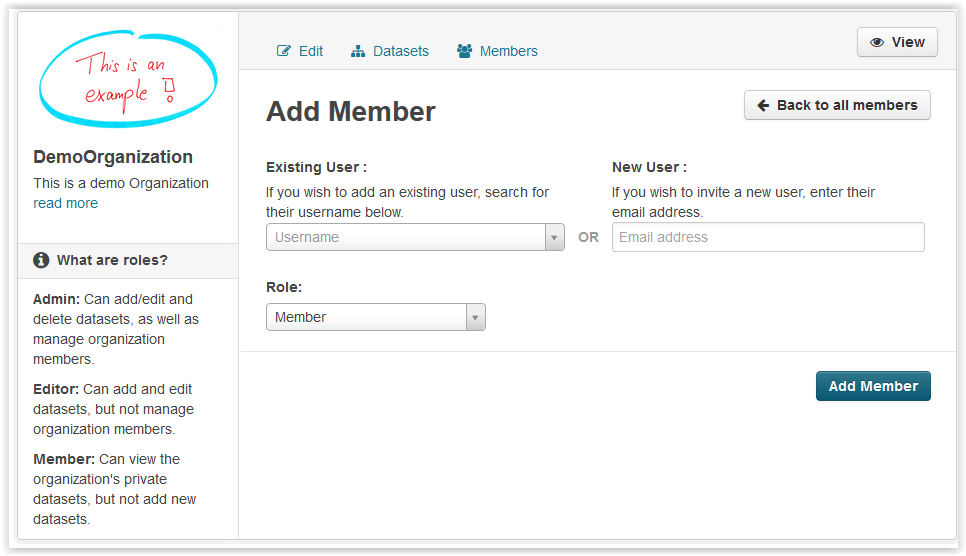 This is an
example !
DemoOrganization
This is a demo Organization
read more
What are roles?
Admin: Can add/edit and
delete datasets, as well as
manage organization
members.
Editor: Can add and edit
datasets, but not manage
organization members.
Member: Can view the
organization's private
datasets, but not add new
datasets.
Edit Datasets Members
View
Add Member
Back to all members
Existing User :
If you wish to add an existing user, search for
their username below.
Username
OR
New User :
If you wish to invite a new user, enter their
email address.
Email address
Role:
Member
Add Member